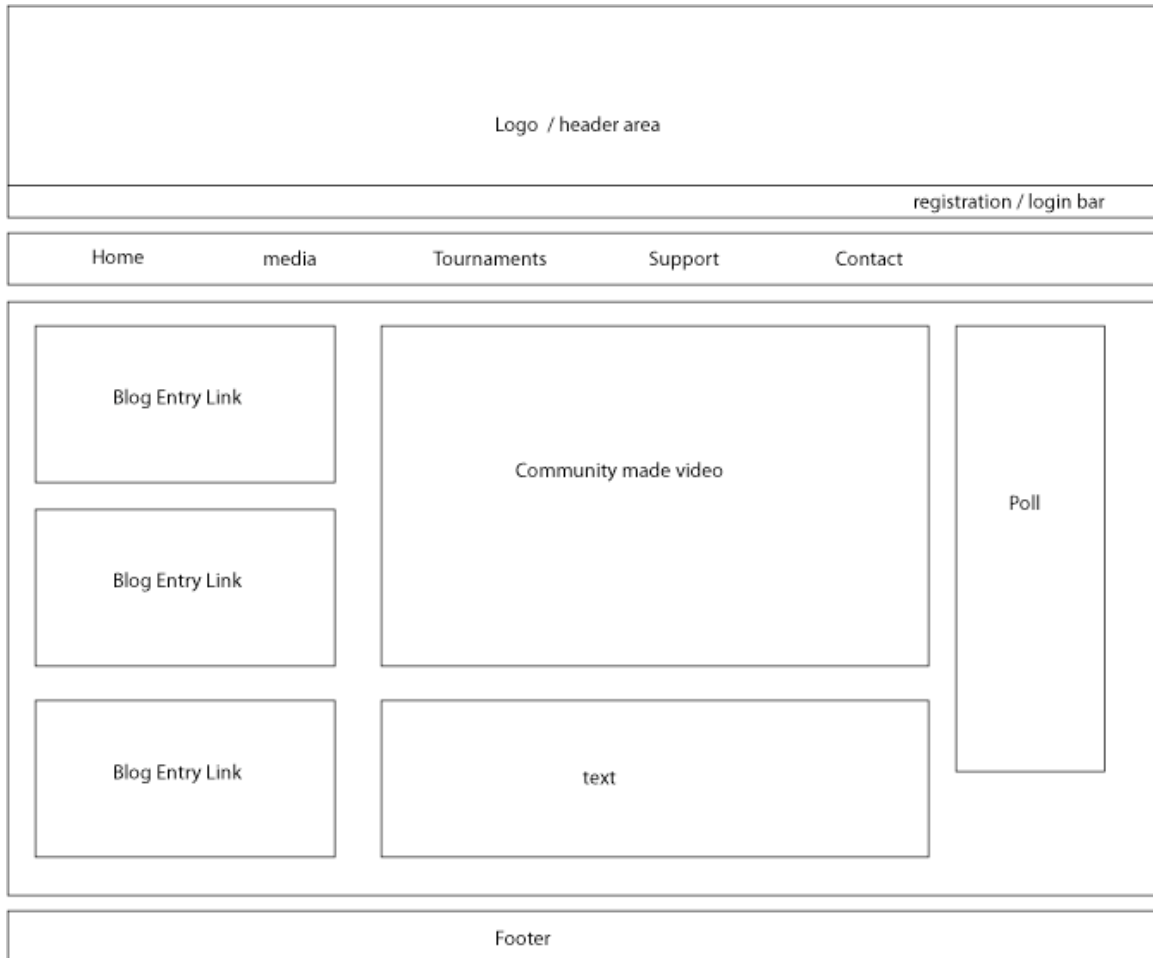 Logo / header area
registration / login bar
Home media Tournaments Support Contact
Blog Entry Link
Blog Entry Link
Blog Entry Link
Community made video
text
Poll
Footer